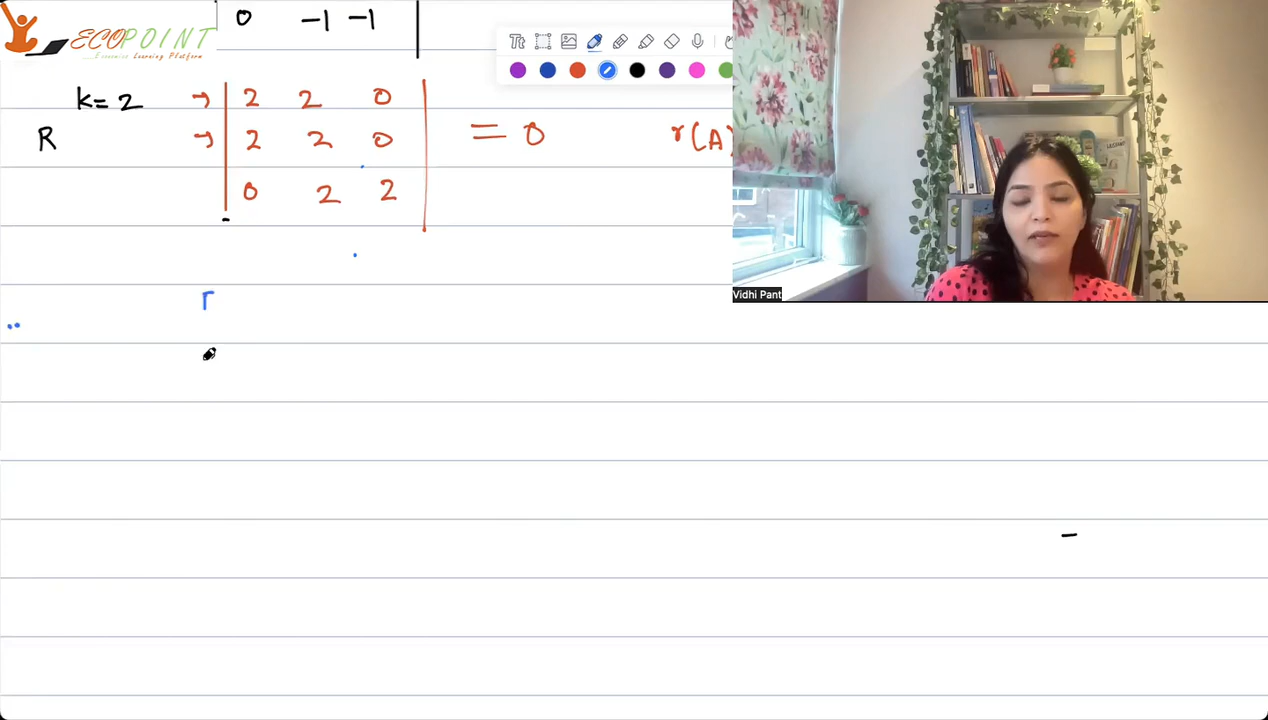 ECOPOINT
Economics Learning Platform
0 -1 -1
Tt
k= 2 → 2 2 0
R → 2 2 0 = 0 r(A)
0 2 2
Vidhi Pant